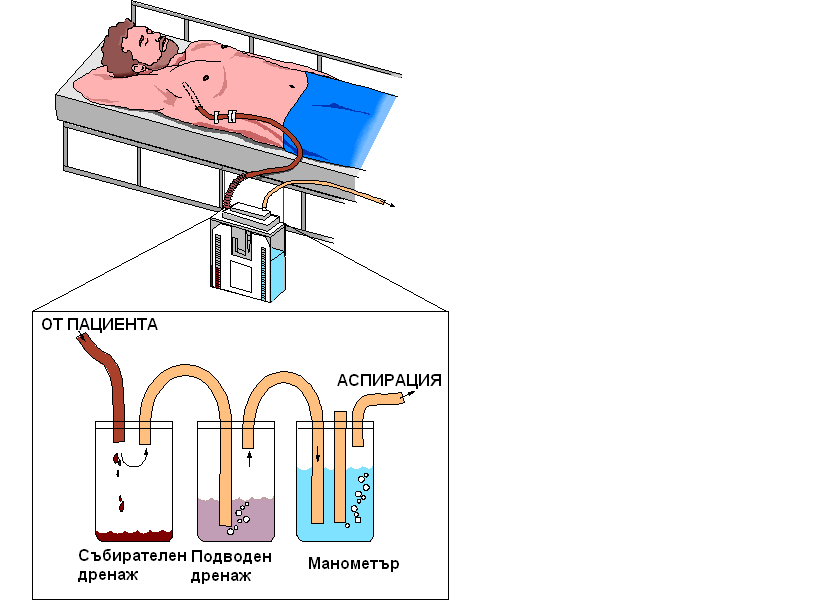 ОТ ПАЦИЕНТА
АСПИРАЦИЯ
Събирателен
дренаж
Подводен
дренаж
Манометър